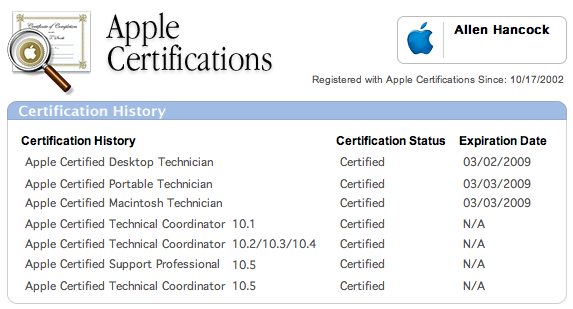 Certificate of Completion
Apple
Certifications
Allen Hancock
Registered with Apple Certifications Since: 10/17/2002
Certification History
Certification History Certification Status Expiration Date
Apple Certified Desktop Technician Certified 03/02/2009
Apple Certified Portable Technician Certified 03/03/2009
Apple Certified Macintosh Technician Certified 03/03/2009
Apple Certified Technical Coordinator 10.1 Certified N/A
Apple Certified Technical Coordinator 10.2/10.3/10.4 Certified N/A
Apple Certified Support Professional 10.5 Certified N/A
Apple Certified Technical Coordinator 10.5 Certified N/A